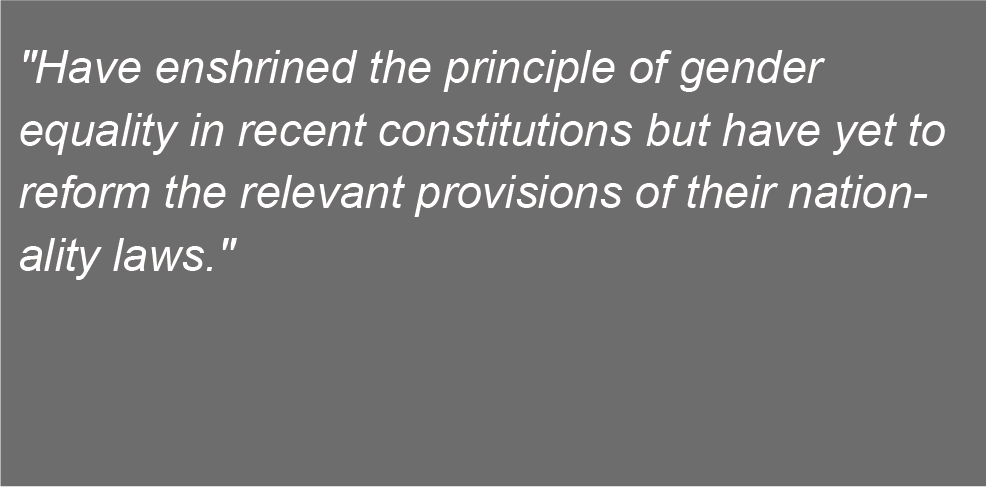 "Have enshrined the principle of gender
equality in recent constitutions but have yet to
reform the relevant provisions of their nation-
ality laws."